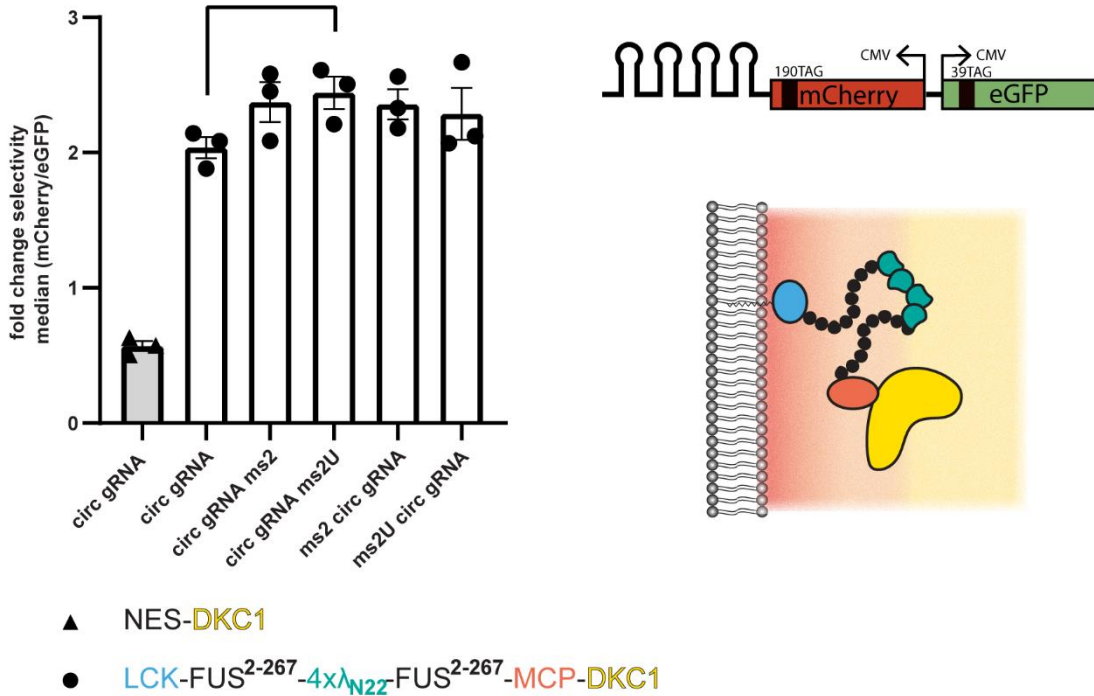 fold change selectivity
median (mCherry/eGFP)
3
2
1
0
circ gRNA
circ gRNA
circ gRNA ms2
circ gRNA ms2U
ms2 circ gRNA
ms2U circ gRNA
CMV
CMV
190TAG
39TAG
mCherry
eGFP
▲ NES-DKC1
● LCK-FUS²⁻²⁶⁷-4xλN22-FUS²⁻²⁶⁷-MCP-DKC1